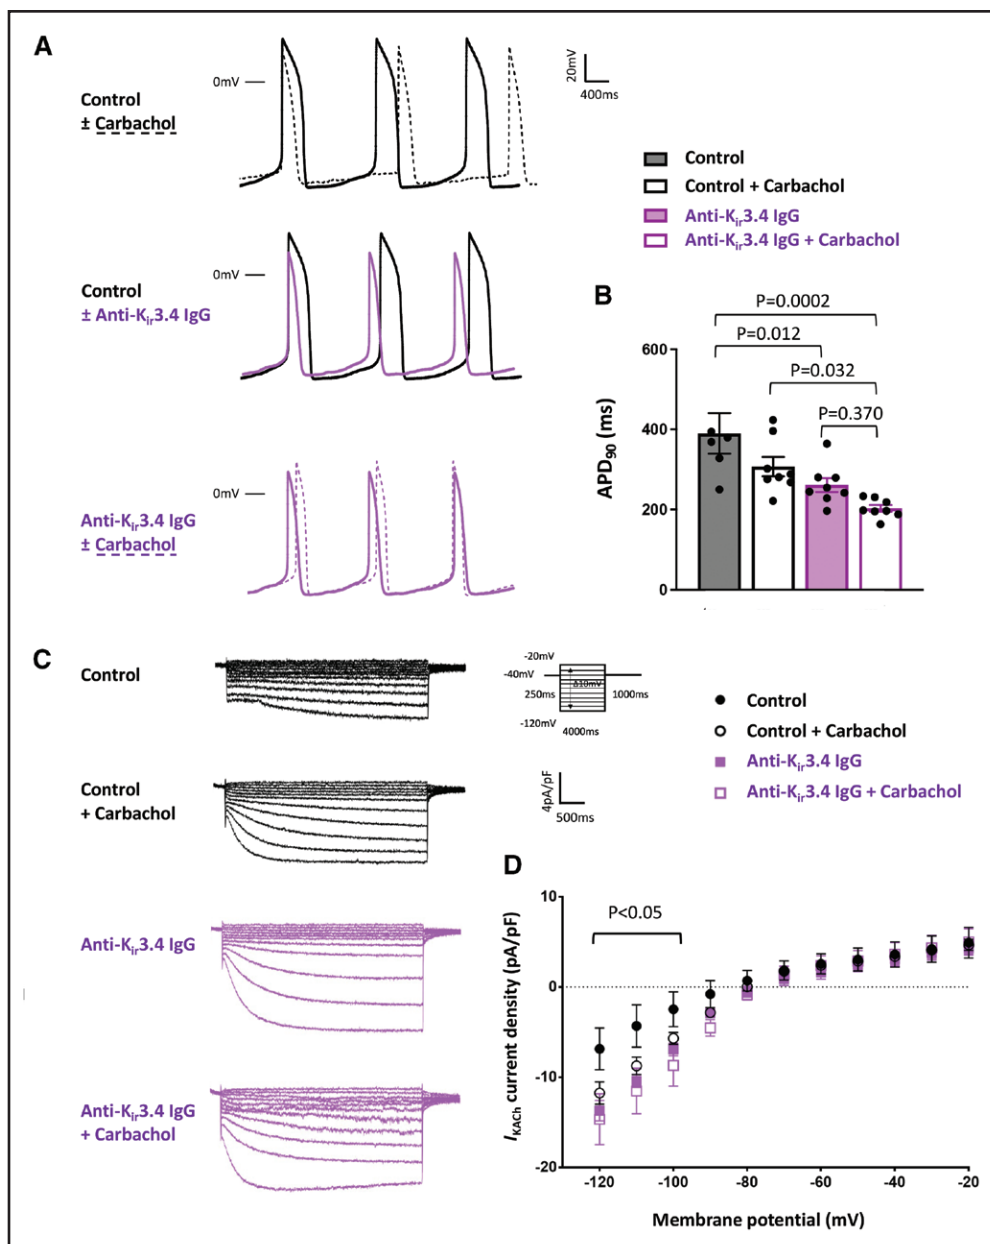 A
0mV
Control
± Carbachol
20mV
400ms
Control
Control + Carbachol
Anti-Kir3.4 IgG
Anti-Kir3.4 IgG + Carbachol
0mV
Control
± Anti-Kir3.4 IgG
0mV
Anti-Kir3.4 IgG
± Carbachol
B
P=0.0002
P=0.012
P=0.032
P=0.370
600
400
200
0
APD90 (ms)
C
Control
-20mV
-40mV
Δ10mV
250ms
1000ms
-120mV
4000ms
Control
+ Carbachol
4pA/pF
500ms
Control
Control + Carbachol
Anti-Kir3.4 IgG
Anti-Kir3.4 IgG + Carbachol
Anti-Kir3.4 IgG
Anti-Kir3.4 IgG
+ Carbachol
D
P<0.05
10
0
-10
-20
IKACh current density (pA/pF)
-120 -100 -80 -60 -40 -20
Membrane potential (mV)